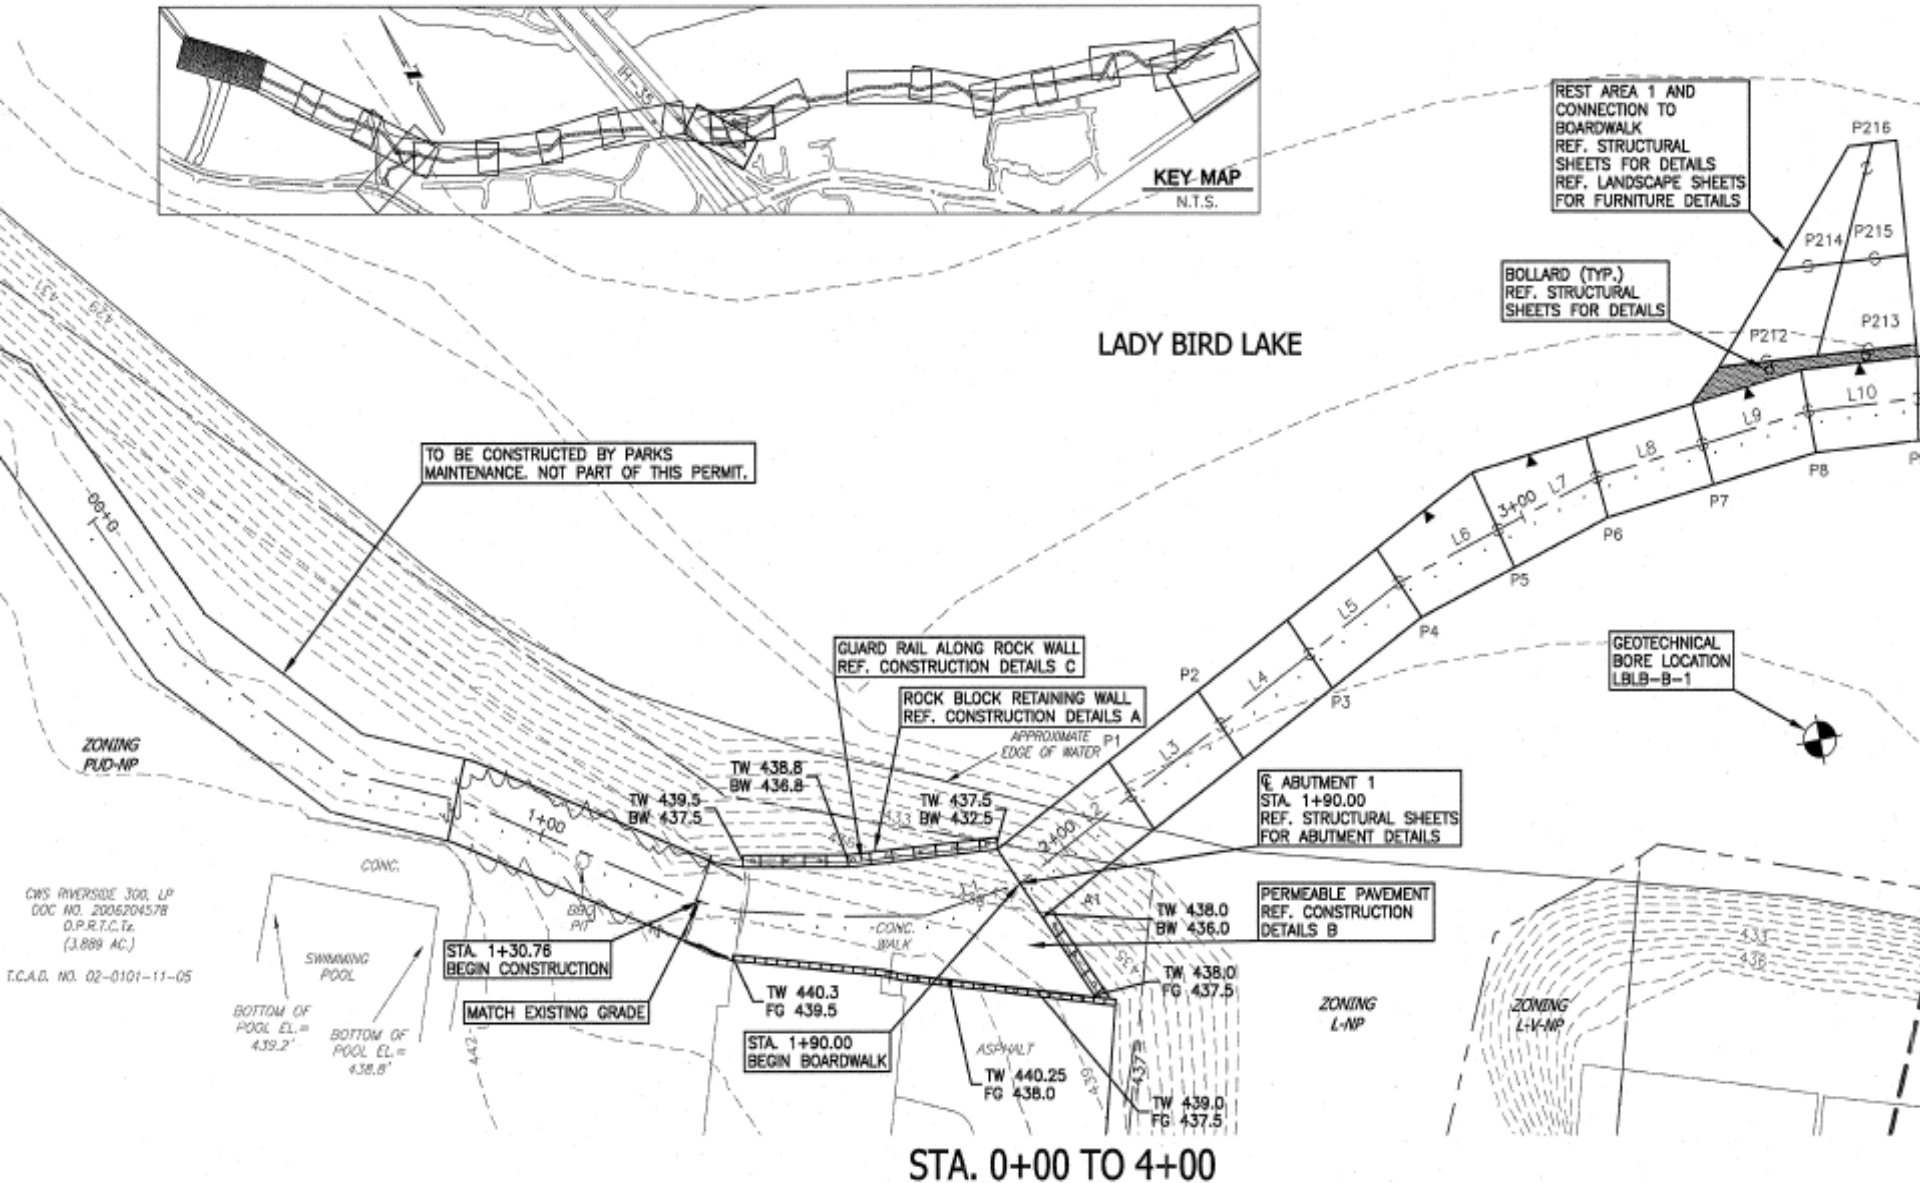 IH-35
N
KEY MAP
N.T.S.
REST AREA 1 AND
CONNECTION TO
BOARDWALK
REF. STRUCTURAL
SHEETS FOR DETAILS
REF. LANDSCAPE SHEETS
FOR FURNITURE DETAILS
P216
P214
P215
BOLLARD (TYP.)
REF. STRUCTURAL
SHEETS FOR DETAILS
P212
P213
LADY BIRD LAKE
431
429
L10
L9
L8
L7
3+00
L6
L5
L4
L3
L2
P8
P7
P6
P5
P4
P3
P2
P1
TO BE CONSTRUCTED BY PARKS
MAINTENANCE. NOT PART OF THIS PERMIT.
0+00
GUARD RAIL ALONG ROCK WALL
REF. CONSTRUCTION DETAILS C
ROCK BLOCK RETAINING WALL
REF. CONSTRUCTION DETAILS A
APPROXIMATE
EDGE OF WATER
GEOTECHNICAL
BORE LOCATION
LBLB-B-1
ZONING
PUD-NP
TW 438.8
BW 436.8
TW 439.5
BW 437.5
TW 437.5
BW 432.5
433
1+00
2+00
℄ ABUTMENT 1
STA. 1+90.00
REF. STRUCTURAL SHEETS
FOR ABUTMENT DETAILS
CONC.
CWS RIVERSIDE 300, LP
DOC NO. 2006204578
O.P.R.T.C.Tx.
(3.889 AC.)
T.C.A.D. NO. 02-0101-11-05
SWIMMING
POOL
BOTTOM OF
POOL EL.=
439.2'
BOTTOM OF
POOL EL.=
438.8'
BBQ
PIT
STA. 1+30.76
BEGIN CONSTRUCTION
MATCH EXISTING GRADE
CONC.
WALK
L1
A1
PERMEABLE PAVEMENT
REF. CONSTRUCTION
DETAILS B
TW 438.0
BW 436.0
435
TW 438.0
FG 437.5
TW 440.3
FG 439.5
STA. 1+90.00
BEGIN BOARDWALK
ASPHALT
TW 440.25
FG 438.0
439
TW 439.0
FG 437.5
442
ZONING
L-NP
ZONING
L-V-NP
433
436
STA. 0+00 TO 4+00